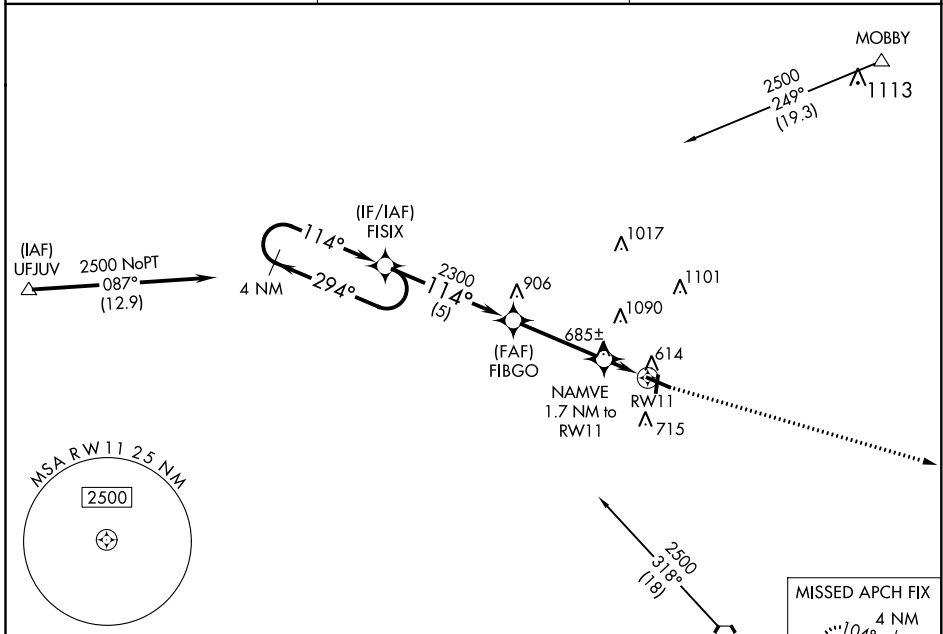 MOBBY
2500
249°
(19.3)
1113
(IF/IAF)
FISIX
1017
(IAF)
UFJUV
2500 NoPT
087°
(12.9)
114°
4 NM
294°
2300
114°
(5)
906
1101
1090
(FAF)
FIBGO
685±
614
NAMVE
1.7 NM to
RW11
RW11
715
MSA RW11 25 NM
2500
2500
318°
(18)
MISSED APCH FIX
4 NM
104°